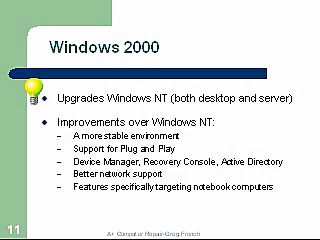 Windows 2000
• Upgrades Windows NT (both desktop and server)
• Improvements over Windows NT:
– A more stable environment
– Support for Plug and Play
– Device Manager, Recovery Console, Active Directory
– Better network support
– Features specifically targeting notebook computers
11
A+ Computer Repair-Greg French